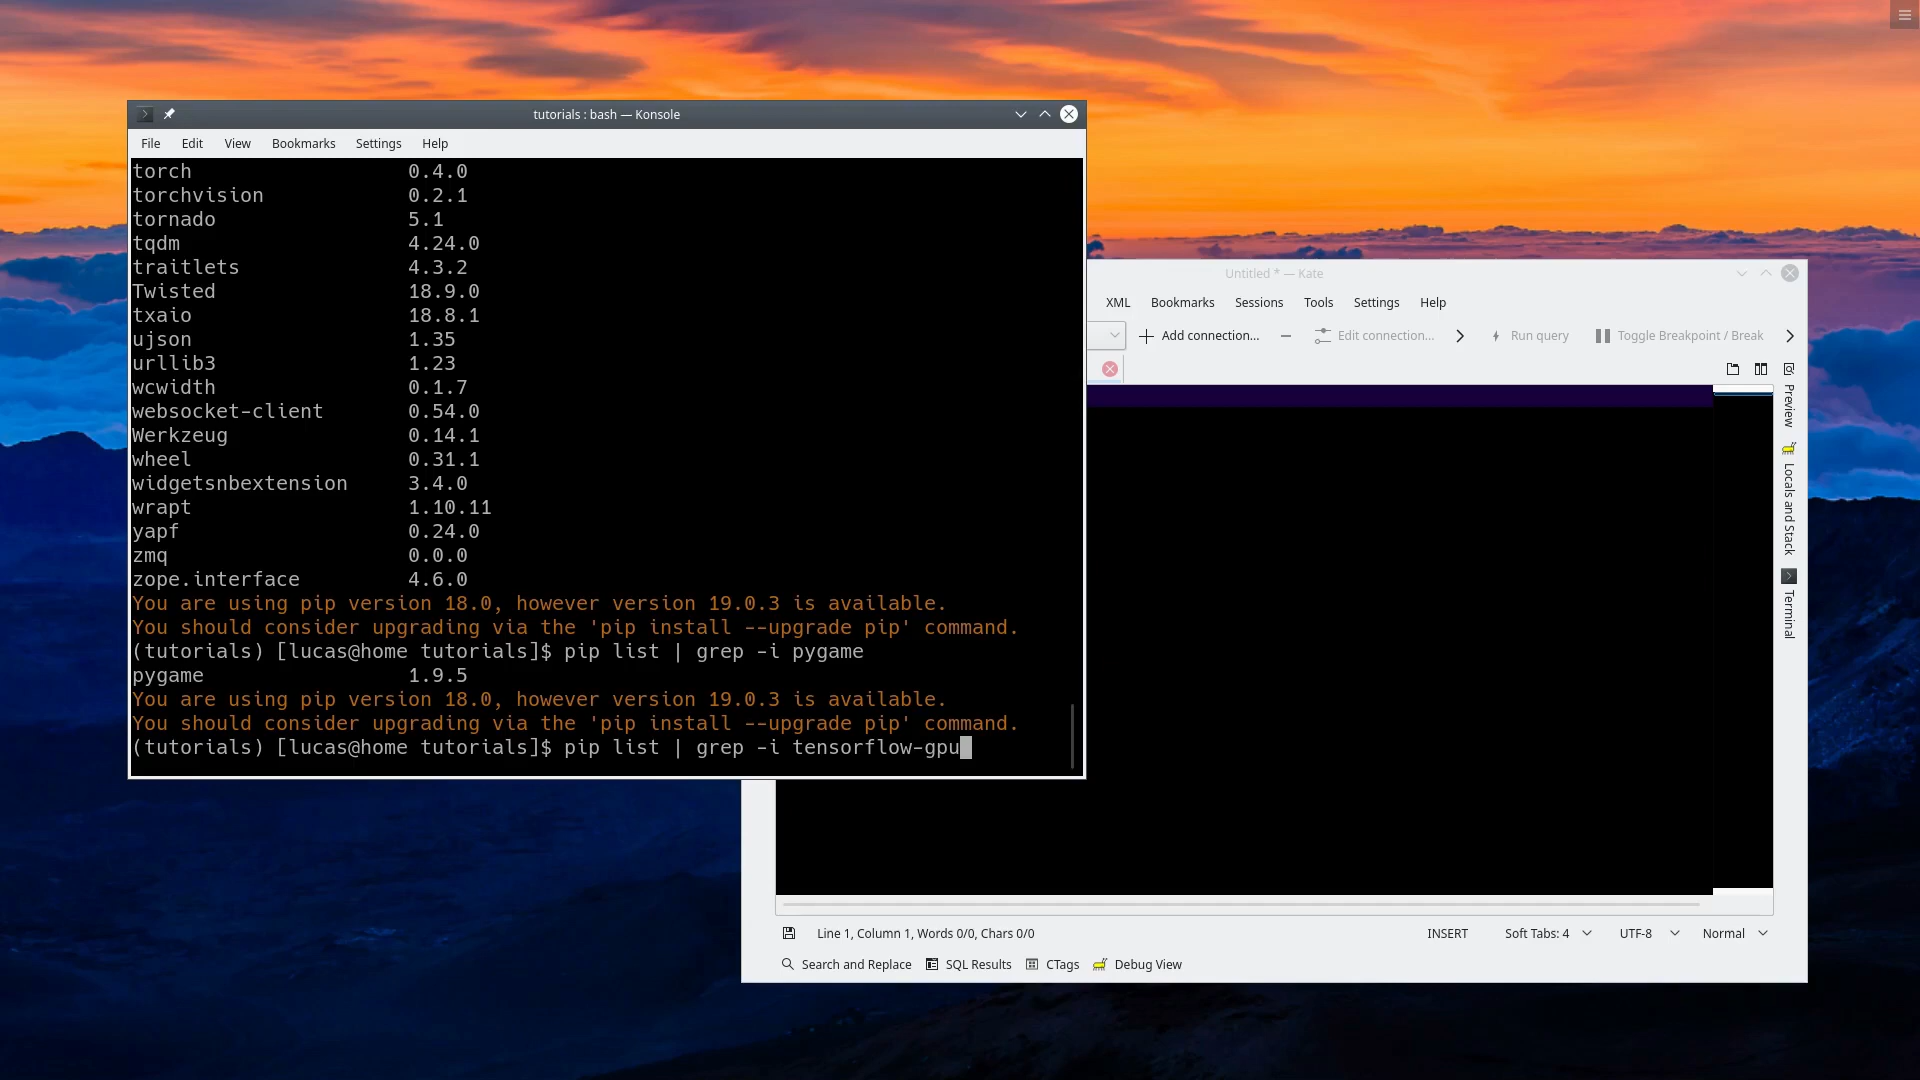 tutorials : bash — Konsole
File Edit View Bookmarks Settings Help
torch 0.4.0
torchvision 0.2.1
tornado 5.1
tqdm 4.24.0
traitlets 4.3.2
Twisted 18.9.0
txaio 18.8.1
ujson 1.35
urllib3 1.23
wcwidth 0.1.7
websocket-client 0.54.0
Werkzeug 0.14.1
wheel 0.31.1
widgetsnbextension 3.4.0
wrapt 1.10.11
yapf 0.24.0
zmq 0.0.0
zope.interface 4.6.0
You are using pip version 18.0, however version 19.0.3 is available.
You should consider upgrading via the 'pip install --upgrade pip' command.
(tutorials) [lucas@home tutorials]$ pip list | grep -i pygame
pygame 1.9.5
You are using pip version 18.0, however version 19.0.3 is available.
You should consider upgrading via the 'pip install --upgrade pip' command.
(tutorials) [lucas@home tutorials]$ pip list | grep -i tensorflow-gpu
Untitled * — Kate
XML Bookmarks Sessions Tools Settings Help
Add connection... Edit connection... Run query Toggle Breakpoint / Break
Preview
Locals and Stack
Terminal
Line 1, Column 1, Words 0/0, Chars 0/0 INSERT Soft Tabs: 4 UTF-8 Normal
Search and Replace SQL Results CTags Debug View